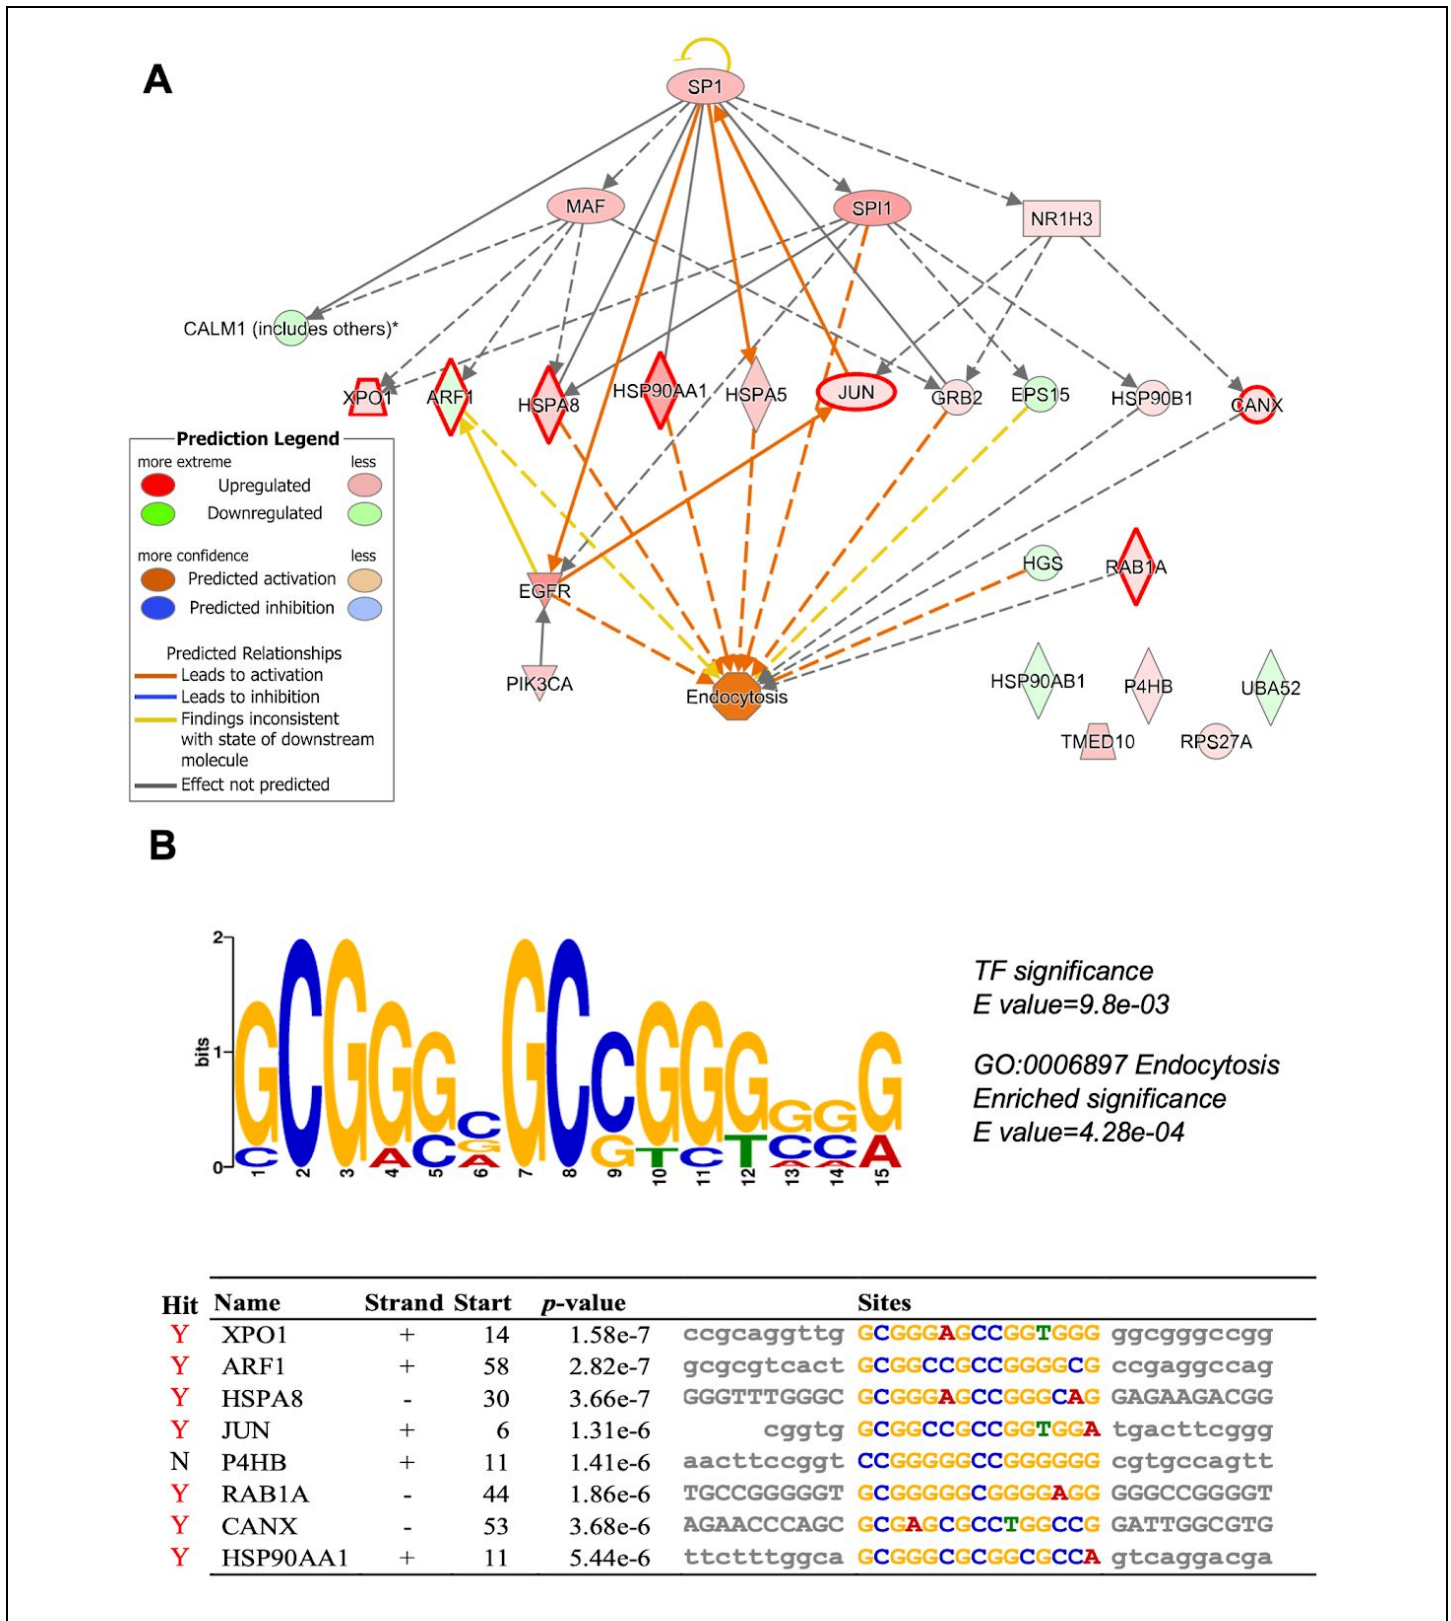 A
SP1
MAF
SPI1
NR1H3
CALM1 (includes others)*
XPO1
ARF1
HSPA8
HSP90AA1
HSPA5
JUN
GRB2
EPS15
HSP90B1
CANX
Prediction Legend
more extreme less
Upregulated
Downregulated
more confidence less
Predicted activation
Predicted inhibition
Predicted Relationships
Leads to activation
Leads to inhibition
Findings inconsistent
with state of downstream
molecule
Effect not predicted
EGFR
HGS
RAB1A
PIK3CA
Endocytosis
HSP90AB1
P4HB
UBA52
TMED10
RPS27A
B
2
bits
1
0
GCGGGCGCCGGGGGG
CACGGTCTCCA
AAA
1 2 3 4 5 6 7 8 9 10 11 12 13 14 15
TF significance
E value=9.8e-03
GO:0006897 Endocytosis
Enriched significance
E value=4.28e-04
Hit Name Strand Start p-value Sites
Y XPO1 + 14 1.58e-7 ccgcaggttg GCGGGAGCCGGTGGG ggcgggccgg
Y ARF1 + 58 2.82e-7 gcgcgtcact GCGGCCGCCGGGGCG ccgaggccag
Y HSPA8 - 30 3.66e-7 GGGTTTGGGC GCGGGAGCCGGGCAG GAGAAGACGG
Y JUN + 6 1.31e-6 cggtg GCGGCCGCCGGTGGA tgacttcggg
N P4HB + 11 1.41e-6 aacttccggt CCGGGGGCCGGGGGG cgtgccagtt
Y RAB1A - 44 1.86e-6 TGCCGGGGGT GCGGGGGCGGGGAGG GGGCCGGGGT
Y CANX - 53 3.68e-6 AGAACCCAGC GCGAGCGCCTGGCCG GATTGGCGTG
Y HSP90AA1 + 11 5.44e-6 ttctttggca GCGGGCGCGGCGCCA gtcaggacga